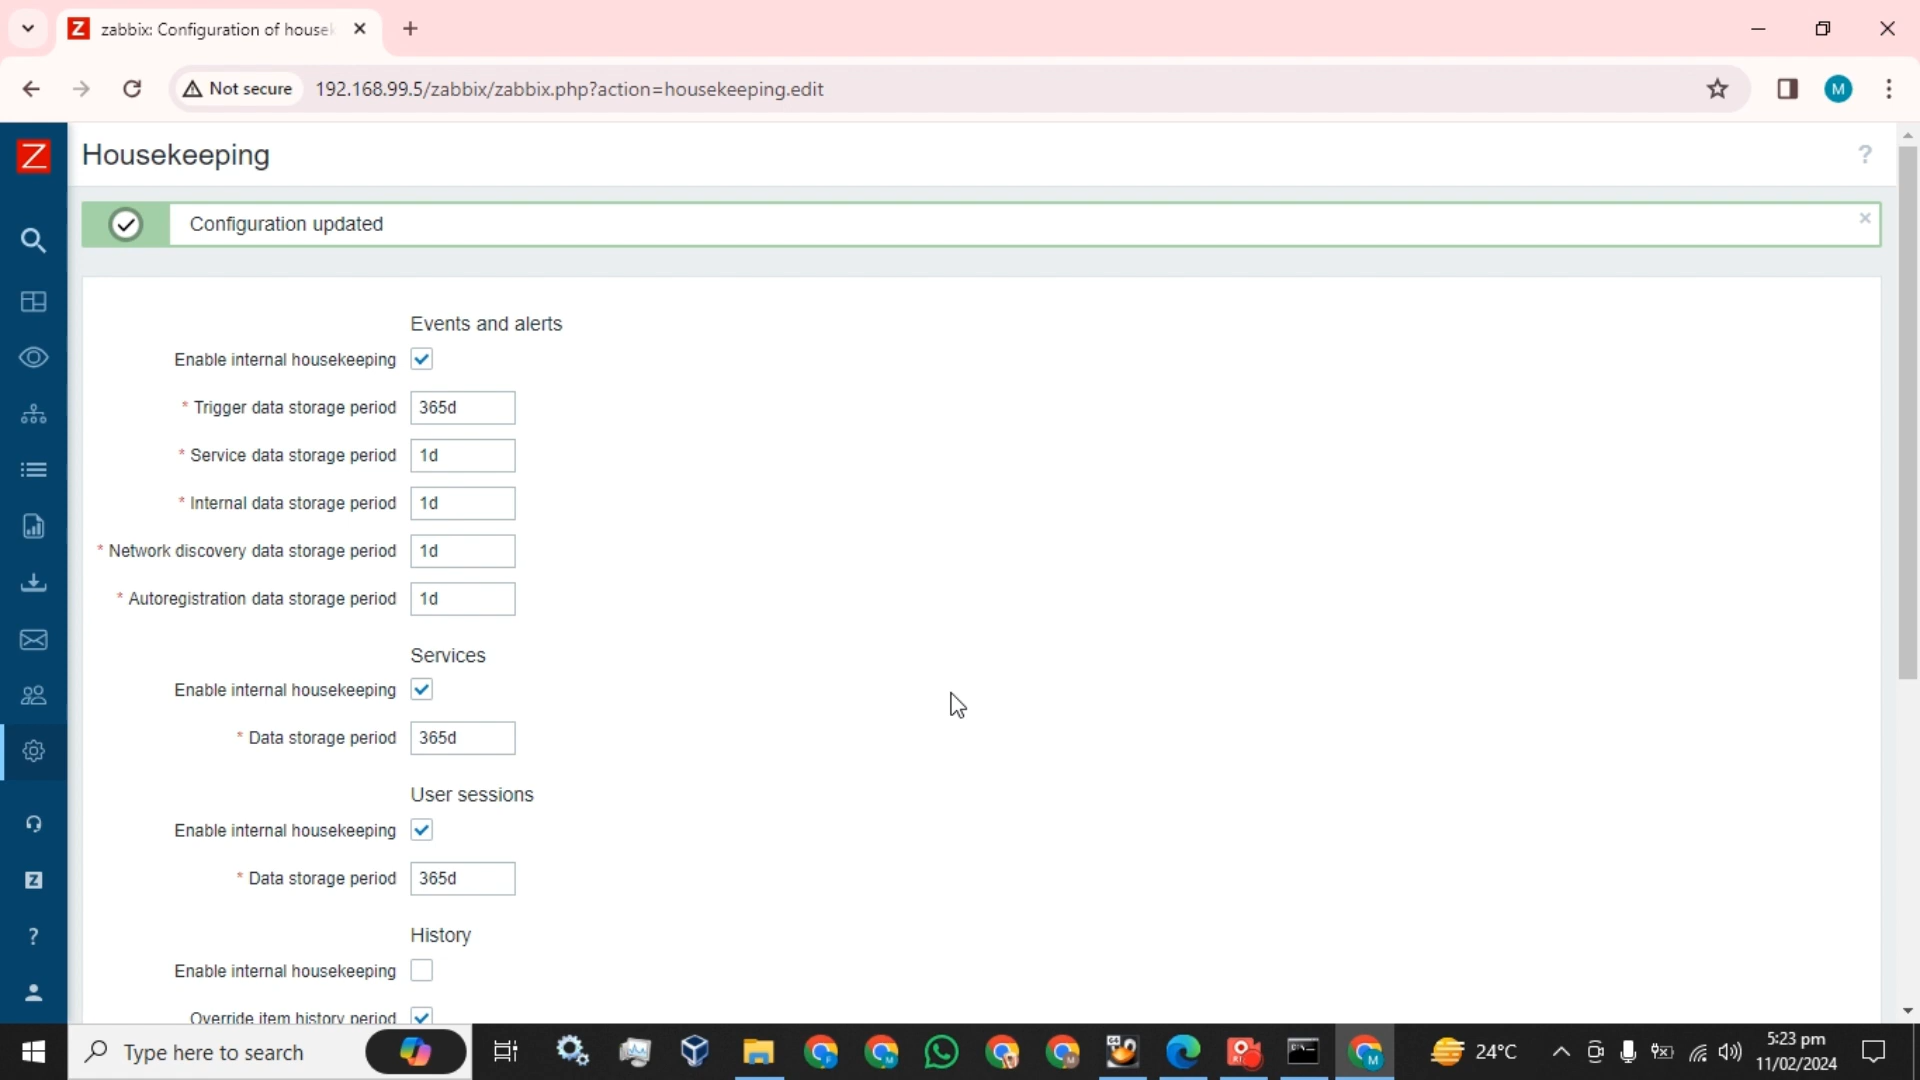 Z zabbix: Configuration of house
Not secure 192.168.99.5/zabbix/zabbix.php?action=housekeeping.edit
M
Z
Housekeeping
?
Configuration updated
Events and alerts
Enable internal housekeeping
* Trigger data storage period 365d
* Service data storage period 1d
* Internal data storage period 1d
* Network discovery data storage period 1d
* Autoregistration data storage period 1d
Services
Enable internal housekeeping
* Data storage period 365d
User sessions
Enable internal housekeeping
* Data storage period 365d
History
Enable internal housekeeping
Override item history period
Z
?
Type here to search
24°C
5:23 pm
11/02/2024